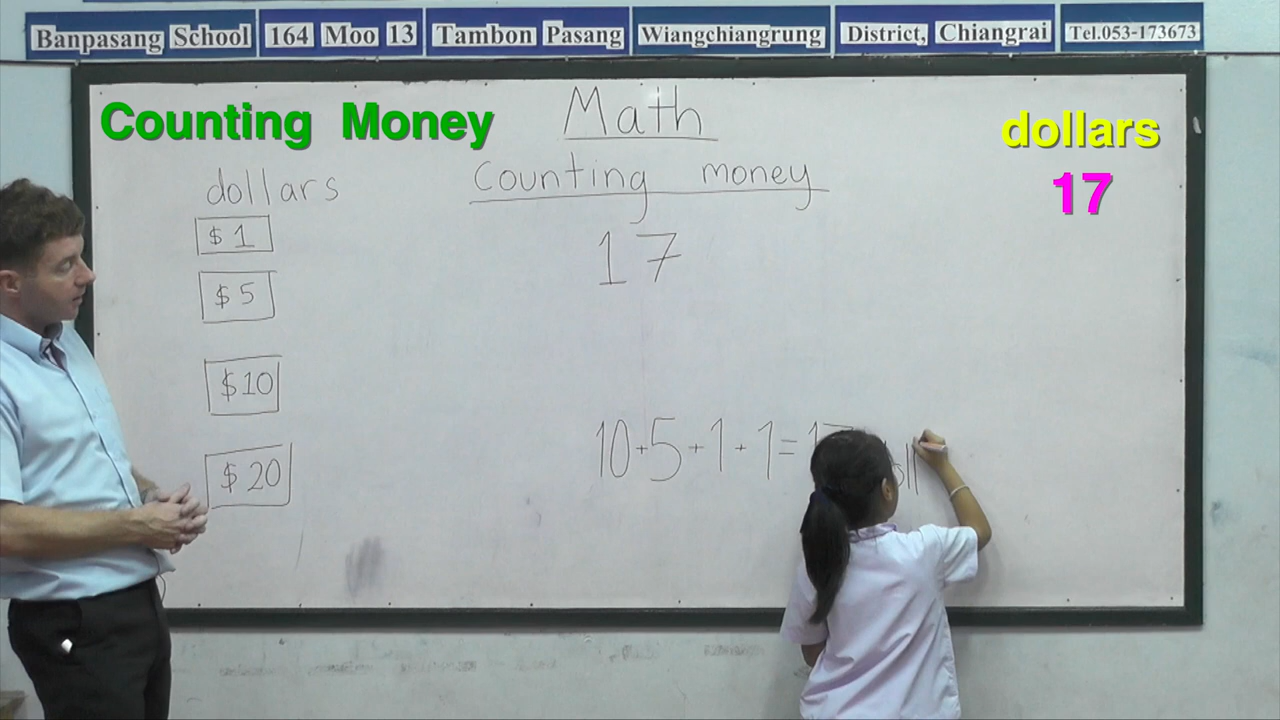 Banpasang School 164 Moo 13 Tambon Pasang Wiangchiangrung District, Chiangrai Tel.053-173673
Counting Money
Math
dollars
17
Counting money
dollars
$1
$5
$10
$20
17
10+5+1+1=17